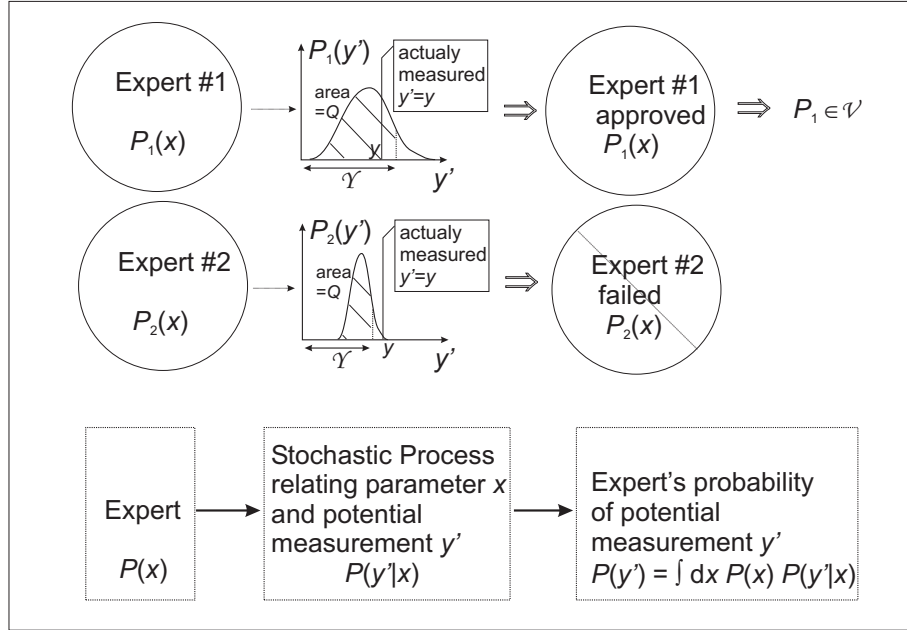 Expert #1
P₁(x)
P₁(y’)
area
=Q
y
𝒴
y’
actualy
measured
y’=y
⇒
Expert #1
approved
P₁(x)
⇒
P₁ ∈ 𝒱
Expert #2
P₂(x)
P₂(y’)
area
=Q
y
𝒴
y’
actualy
measured
y’=y
⇒
Expert #2
failed
P₂(x)
Expert
P(x)
Stochastic Process
relating parameter x
and potential
measurement y’
P(y’|x)
Expert’s probability
of potential
measurement y’
P(y’) = ∫ dx P(x) P(y’|x)